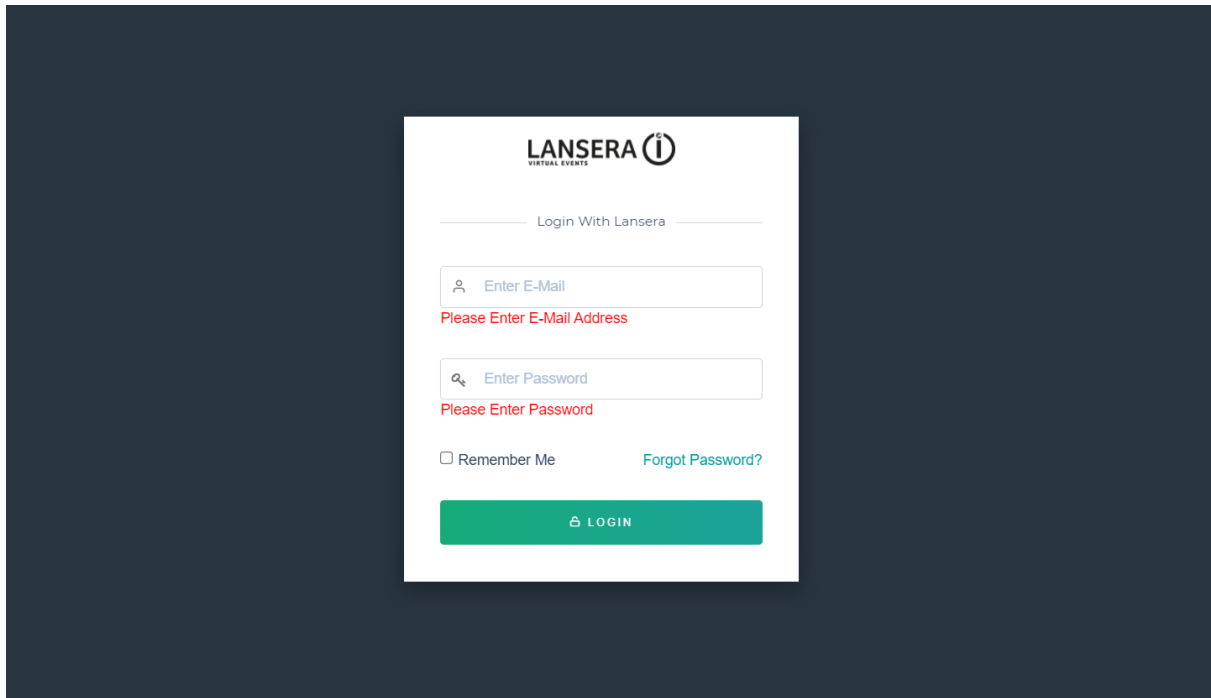 LANSERA
VIRTUAL EVENTS
Login With Lansera
Enter E-Mail
Please Enter E-Mail Address
Enter Password
Please Enter Password
Remember Me Forgot Password?
LOGIN